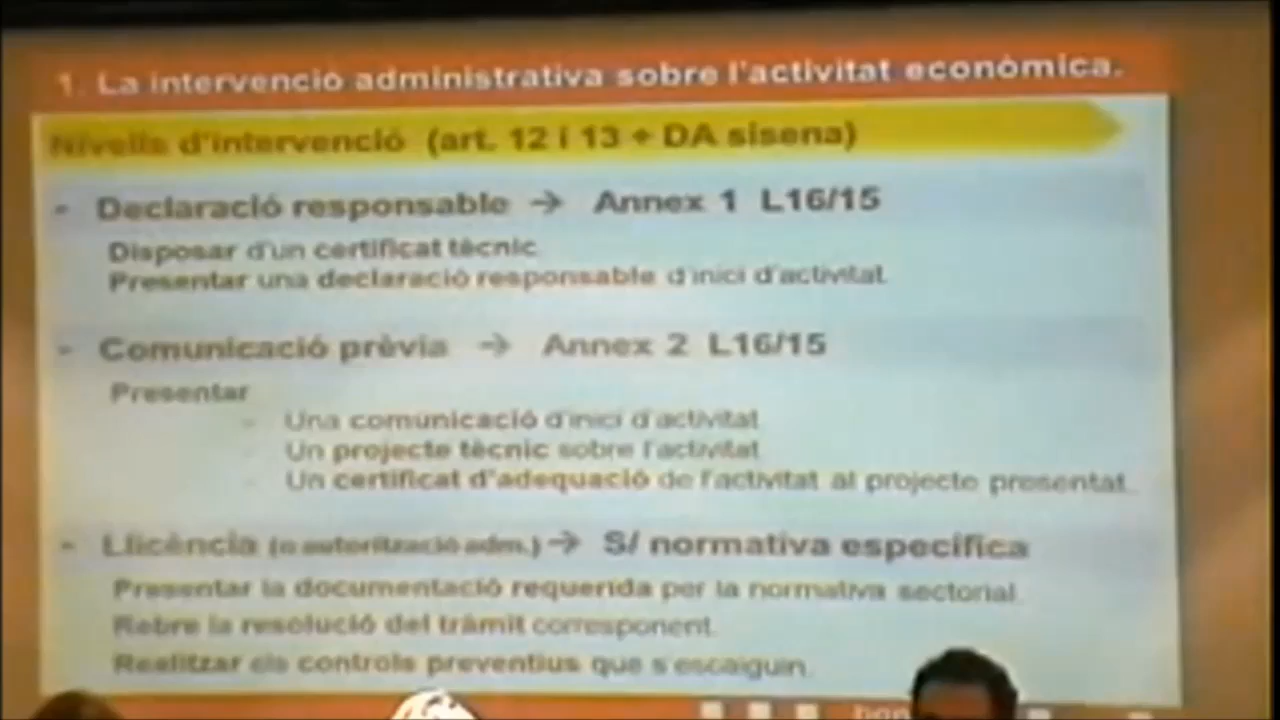 1. La intervenció administrativa sobre l'activitat econòmica.
Nivells d'intervenció (art. 12 i 13 + DA sisena)
- Declaració responsable → Annex 1 L16/15
Disposar d'un certificat tècnic
Presentar una declaració responsable d'inici d'activitat
- Comunicació prèvia → Annex 2 L16/15
Presentar
- Una comunicació d'inici d'activitat
- Un projecte tècnic sobre l'activitat
- Un certificat d'adequació de l'activitat al projecte presentat.
- Llicència (o autorització adm.) → S/ normativa específica
Presentar la documentació requerida per la normativa sectorial.
Rebre la resolució del tràmit corresponent.
Realitzar els controls preventius que s'escaiguin.